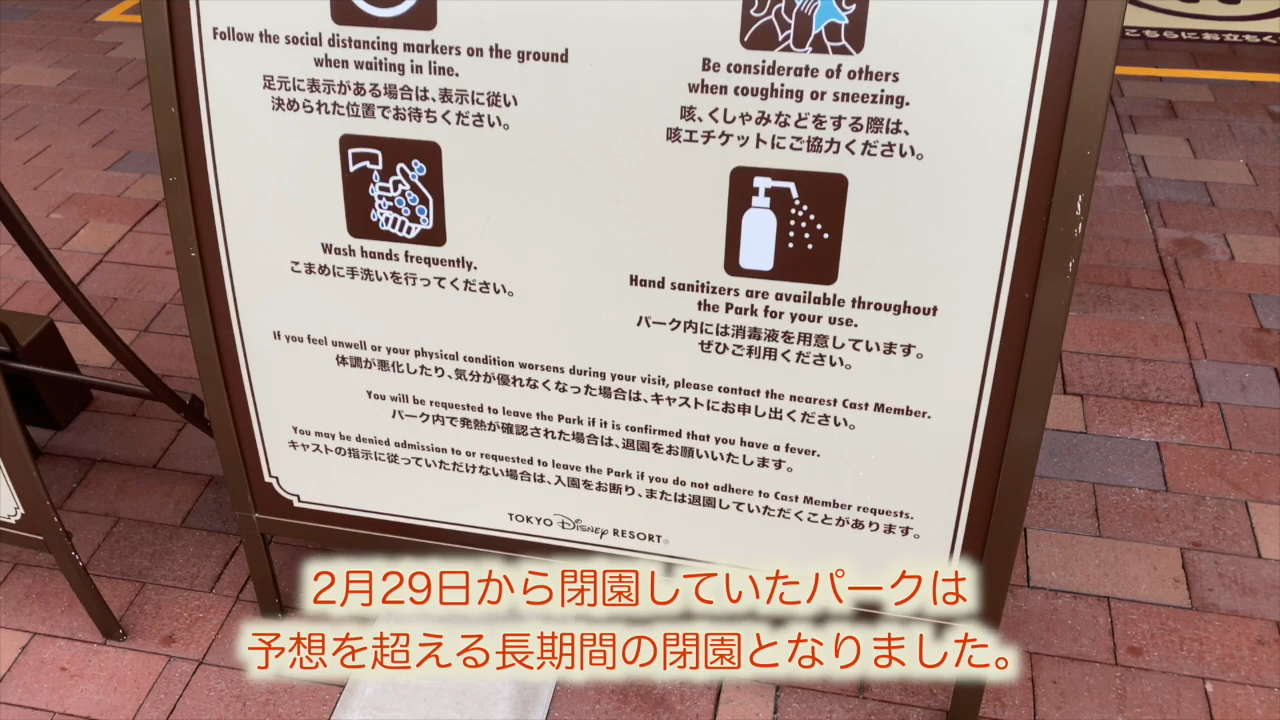 こちらにお立ちく
Follow the social distancing markers on the ground
when waiting in line.
足元に表示がある場合は、表示に従い
決められた位置でお待ちください。
Be considerate of others
when coughing or sneezing.
咳、くしゃみなどをする際は、
咳エチケットにご協力ください。
Wash hands frequently.
こまめに手洗いを行ってください。
Hand sanitizers are available throughout
the Park for your use.
パーク内には消毒液を用意しています。
ぜひご利用ください。
If you feel unwell or your physical condition worsens during your visit, please contact the nearest Cast Member.
体調が悪化したり、気分が優れなくなった場合は、キャストにお申し出ください。
You will be requested to leave the Park if it is confirmed that you have a fever.
パーク内で発熱が確認された場合は、退園をお願いいたします。
You may be denied admission to or requested to leave the Park if you do not adhere to Cast Member requests.
キャストの指示に従っていただけない場合は、入園をお断り、または退園していただくことがあります。
TOKYO Disney RESORT®
2月29日から閉園していたパークは
予想を超える長期間の閉園となりました。